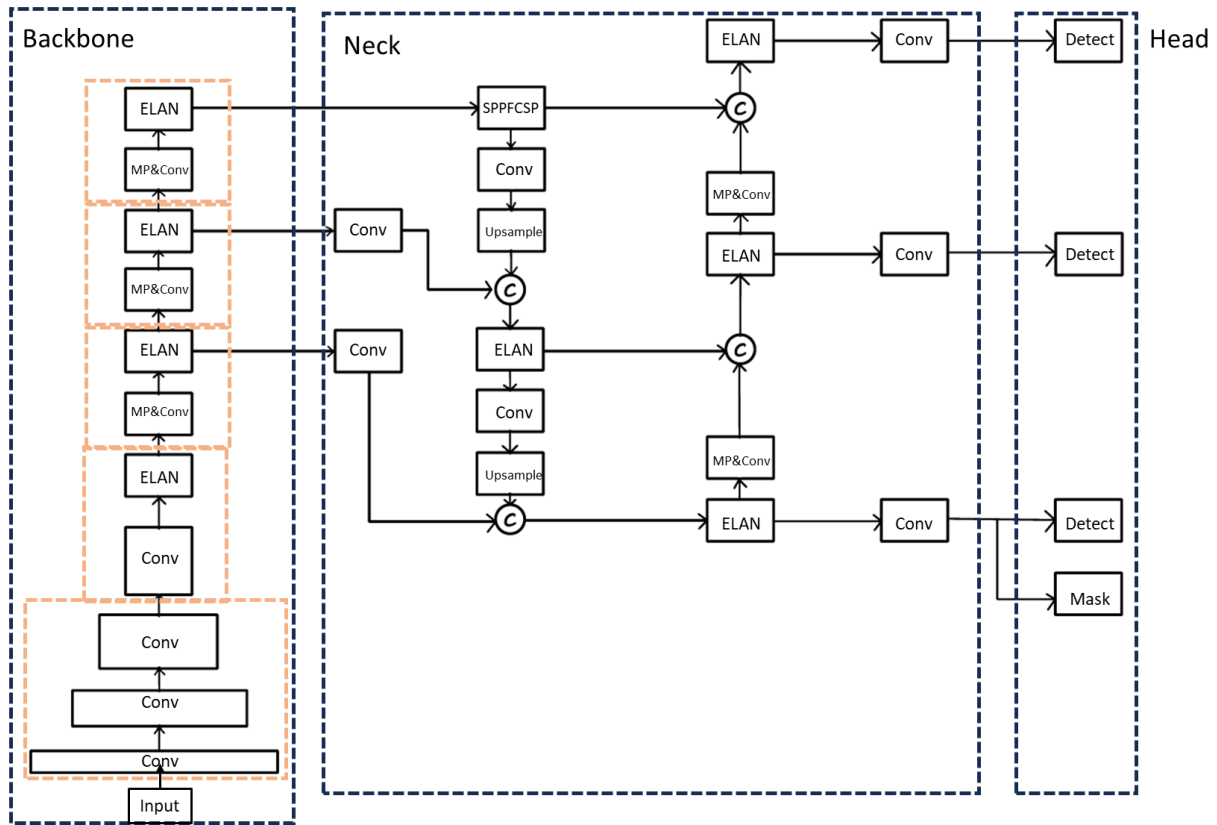 Backbone
Neck
Head
ELAN
MP&Conv
ELAN
MP&Conv
ELAN
MP&Conv
ELAN
Conv
Conv
Conv
Conv
Input
SPPFCSP
Conv
Upsample
Conv
C
Conv
ELAN
Conv
Upsample
C
ELAN
Conv
C
MP&Conv
ELAN
Conv
C
MP&Conv
ELAN
Conv
Detect
Detect
Detect
Mask